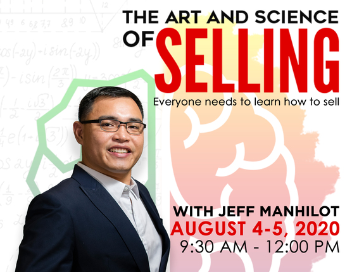 THE ART AND SCIENCE
OF SELLING
Everyone needs to learn how to sell
WITH JEFF MANHILOT
AUGUST 4-5, 2020
9:30 AM - 12:00 PM